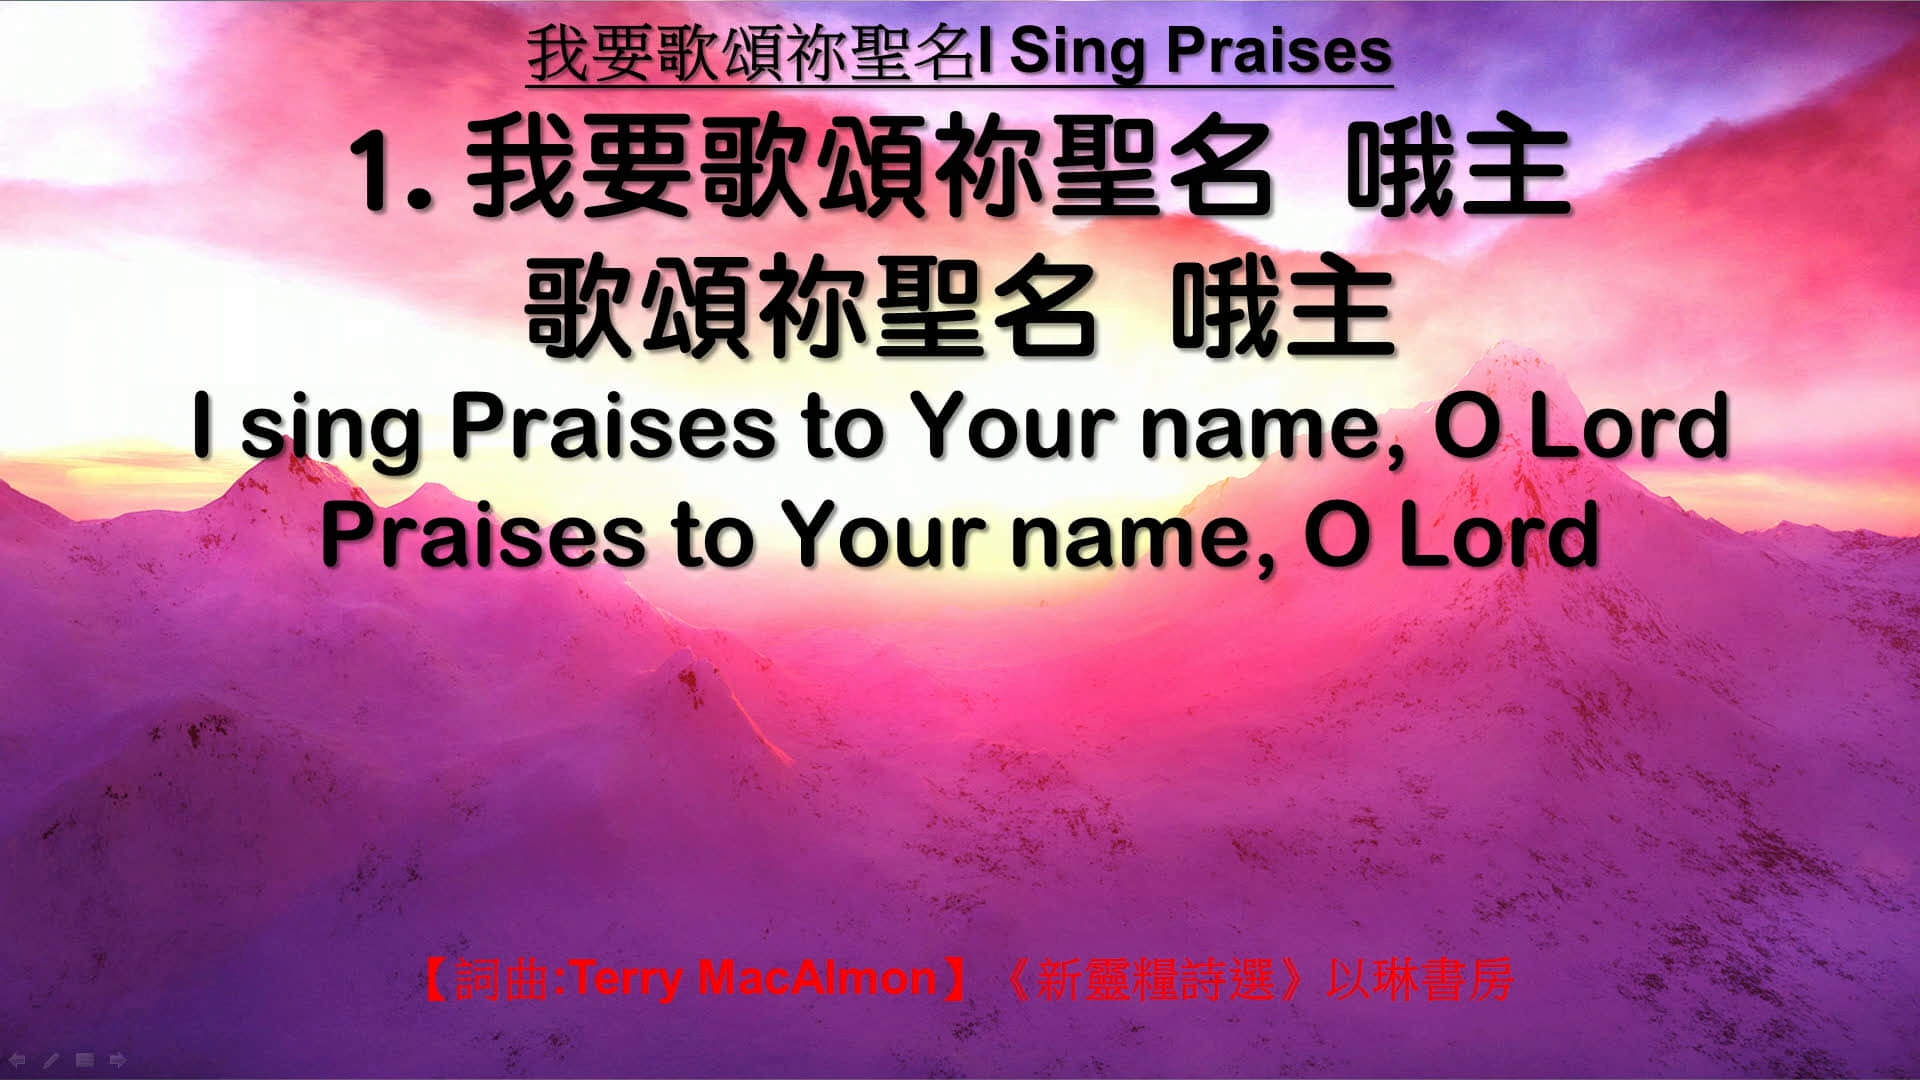 我要歌頌祢聖名I Sing Praises
1. 我要歌頌祢聖名 哦主
歌頌祢聖名 哦主
I sing Praises to Your name, O Lord
Praises to Your name, O Lord
【詞曲:Terry MacAlmon】《新靈糧詩選》以琳書房